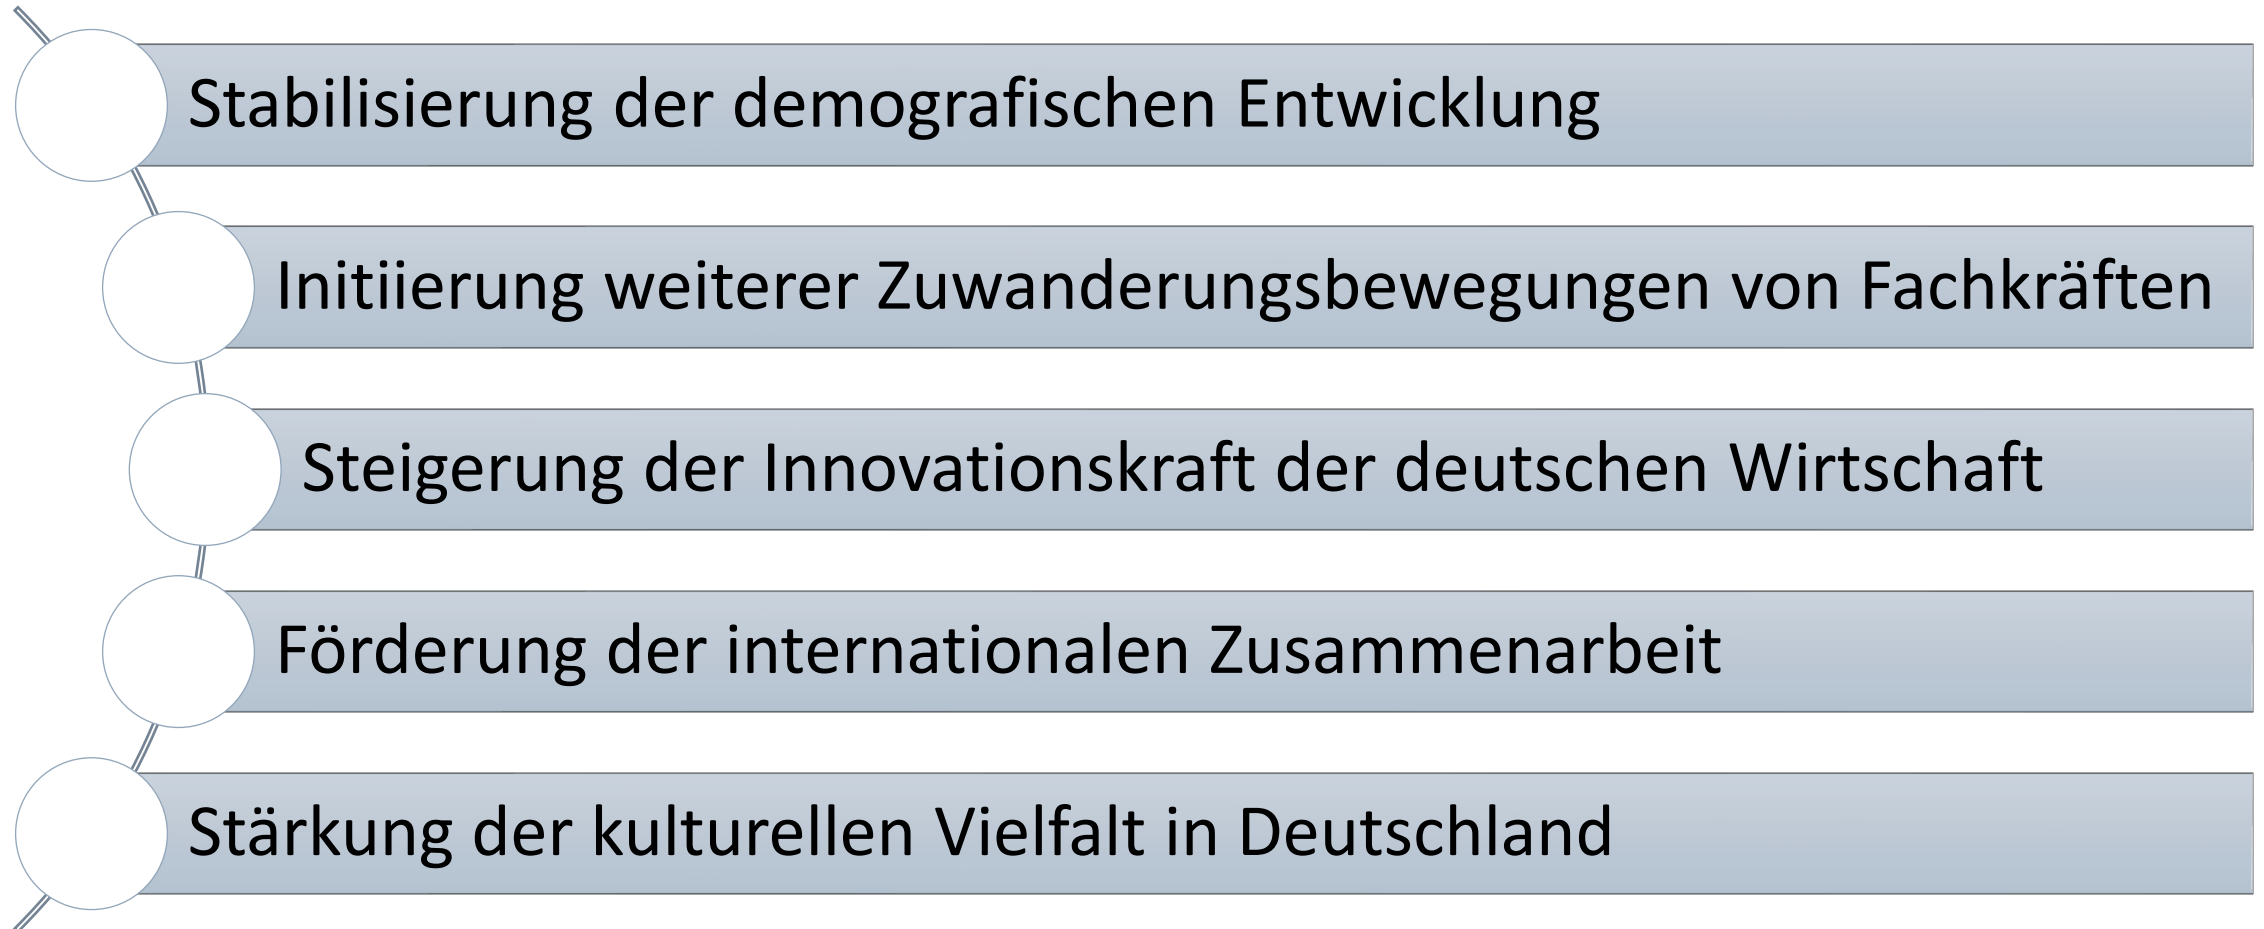 Stabilisierung der demografischen Entwicklung
Initiierung weiterer Zuwanderungsbewegungen von Fachkräften
Steigerung der Innovationskraft der deutschen Wirtschaft
Förderung der internationalen Zusammenarbeit
Stärkung der kulturellen Vielfalt in Deutschland